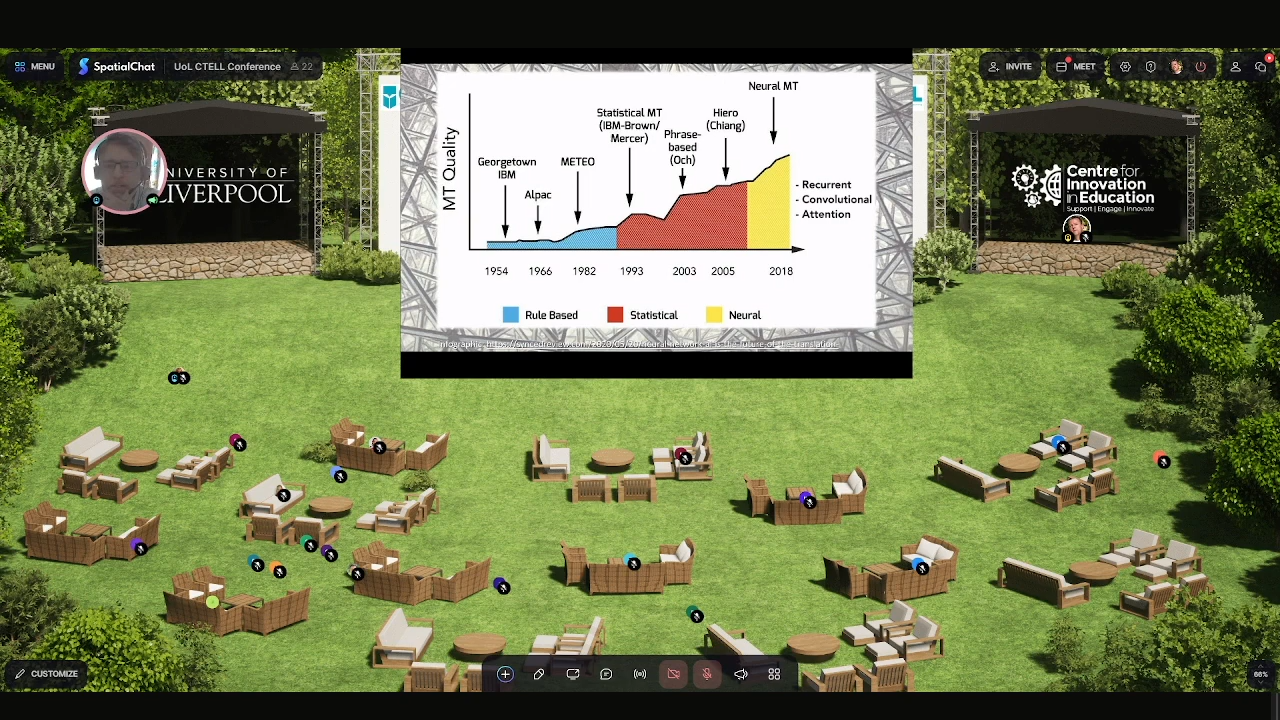 MENU
SpatialChat
UoL CTELL Conference
22
INVITE
MEET
NIVERSITY OF
LIVERPOOL
MT Quality
Georgetown
IBM
Alpac
METEO
Statistical MT
(IBM-Brown/
Mercer)
Phrase-
based
(Och)
Hiero
(Chiang)
Neural MT
- Recurrent
- Convolutional
- Attention
1954
1966
1982
1993
2003
2005
2018
Rule Based
Statistical
Neural
Centre for
Innovation
in Education
Support | Engage | Innovate
CUSTOMIZE
66%